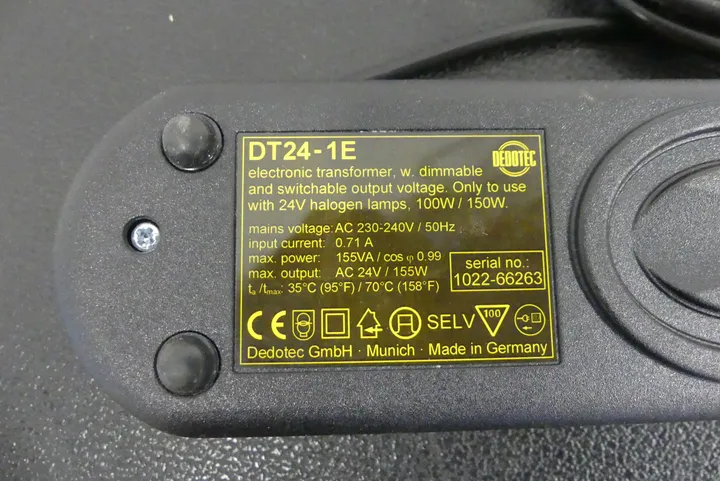 DT24-1E
DEDOTEC
electronic transformer, w. dimmable
and switchable output voltage. Only to use
with 24V halogen lamps, 100W / 150W.
mains voltage: AC 230-240V / 50Hz
input current: 0.71 A
max. power: 155VA / cos φ 0.99
max. output: AC 24V / 155W
ta /tmax: 35°C (95°F) / 70°C (158°F)
serial no.:
1022-66263
CE SELV 100
Dedotec GmbH · Munich · Made in Germany